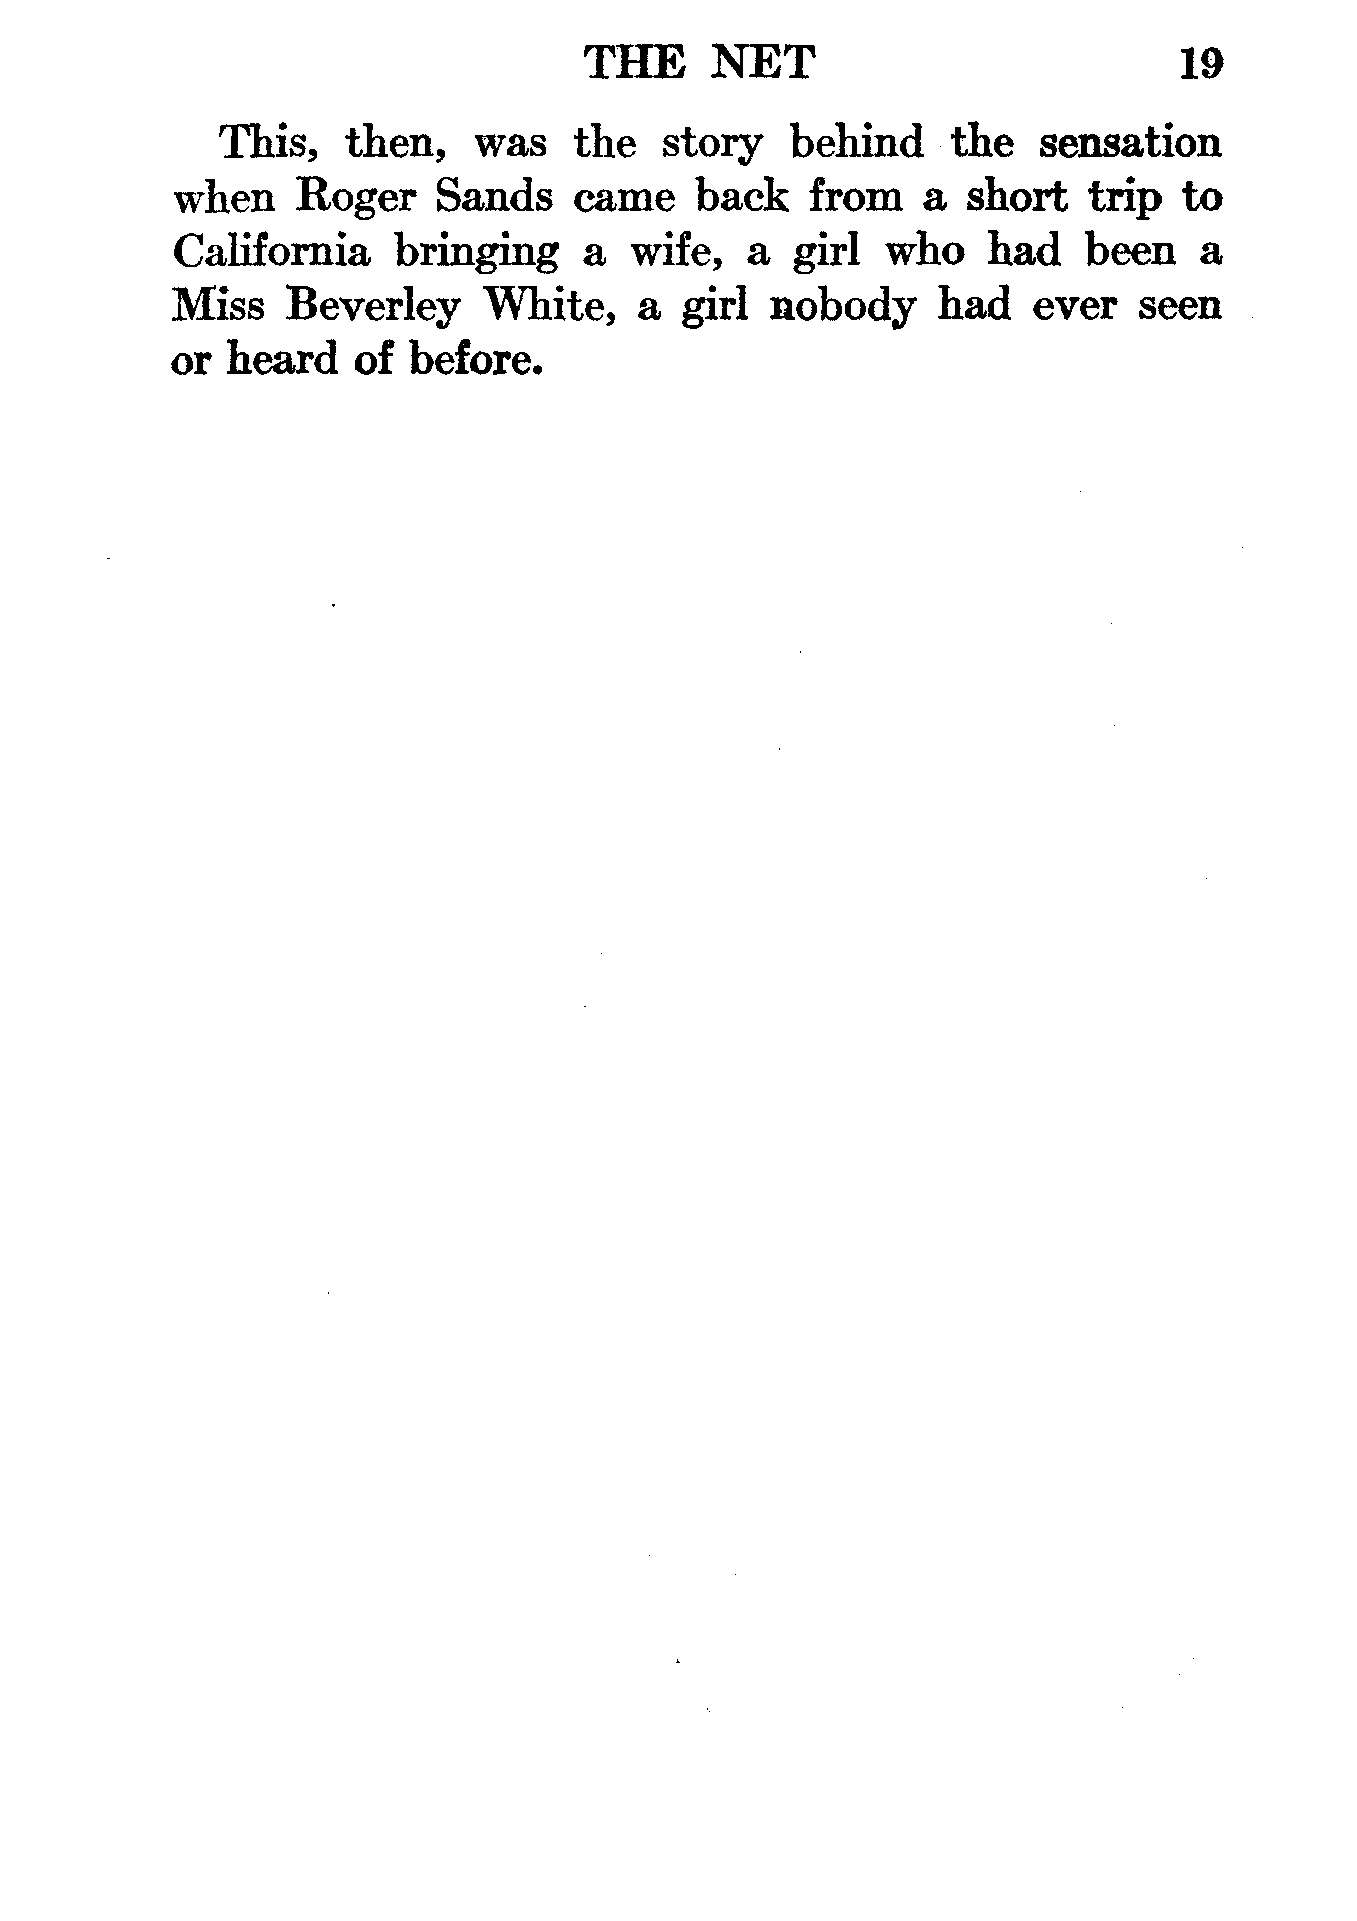 THE NET 19
This, then, was the story behind the sensation
when Roger Sands came back from a short trip to
California bringing a wife, a girl who had been a
Miss Beverley White, a girl nobody had ever seen
or heard of before.